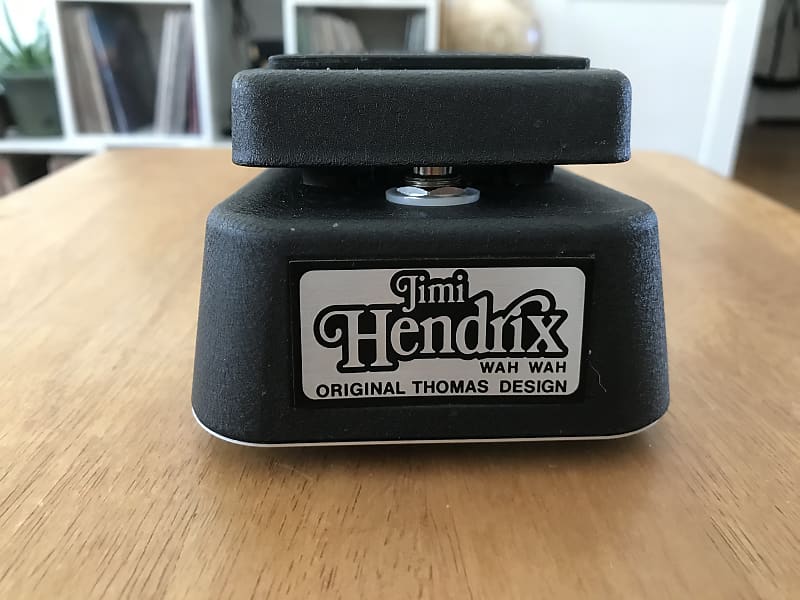 Jimi
Hendrix
WAH WAH
ORIGINAL THOMAS DESIGN